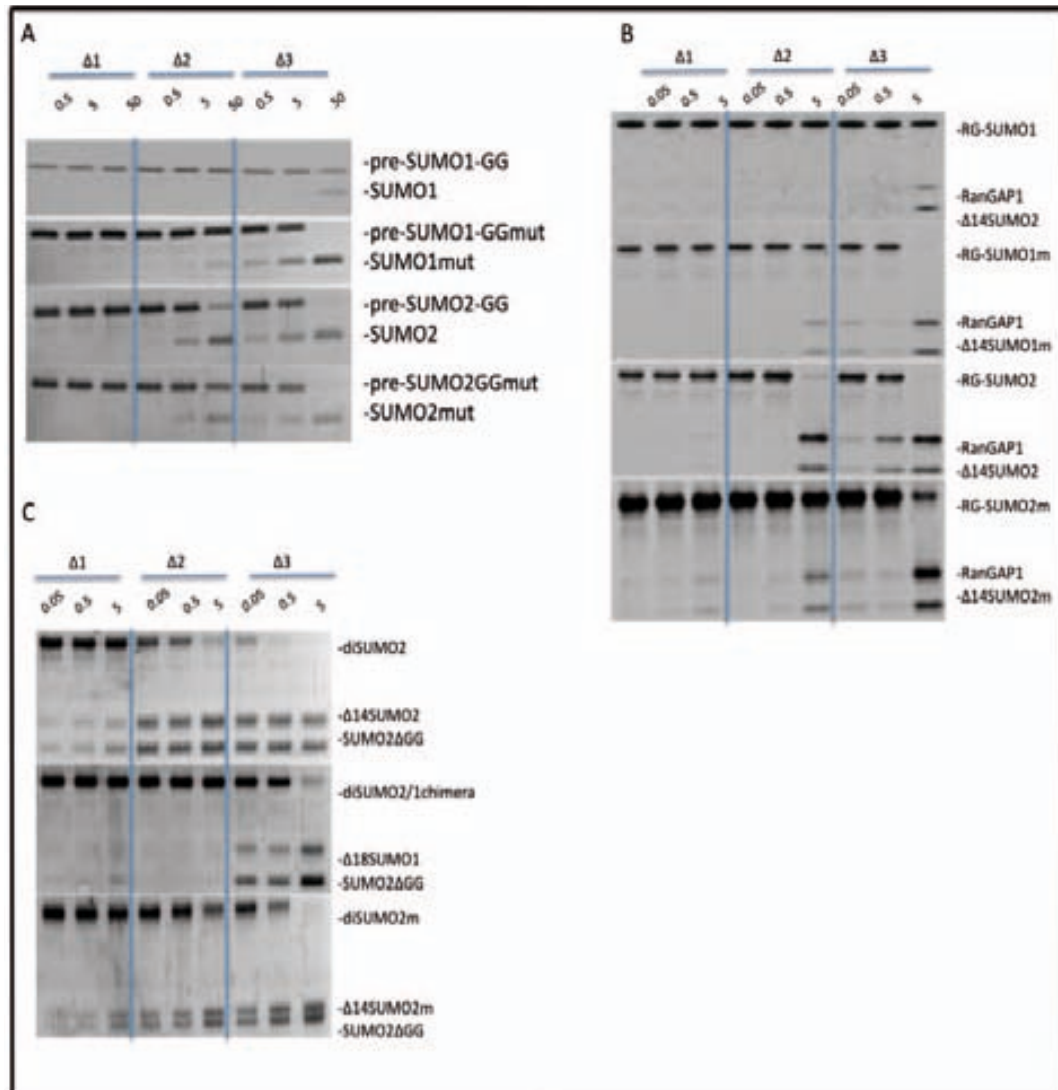 A
Δ1 Δ2 Δ3
0.5 5 50 0.5 5 50 0.5 5 50
-pre-SUMO1-GG
-SUMO1
-pre-SUMO1-GGmut
-SUMO1mut
-pre-SUMO2-GG
-SUMO2
-pre-SUMO2GGmut
-SUMO2mut
B
Δ1 Δ2 Δ3
0.05 0.5 5 0.05 0.5 5 0.05 0.5 5
-RG-SUMO1
-RanGAP1
-Δ14SUMO2
-RG-SUMO1m
-RanGAP1
-Δ14SUMO1m
-RG-SUMO2
-RanGAP1
-Δ14SUMO2
-RG-SUMO2m
-RanGAP1
-Δ14SUMO2m
C
Δ1 Δ2 Δ3
0.05 0.5 5 0.05 0.5 5 0.05 0.5 5
-diSUMO2
-Δ14SUMO2
-SUMO2ΔGG
-diSUMO2/1chimera
-Δ18SUMO1
-SUMO2ΔGG
-diSUMO2m
-Δ14SUMO2m
-SUMO2ΔGG